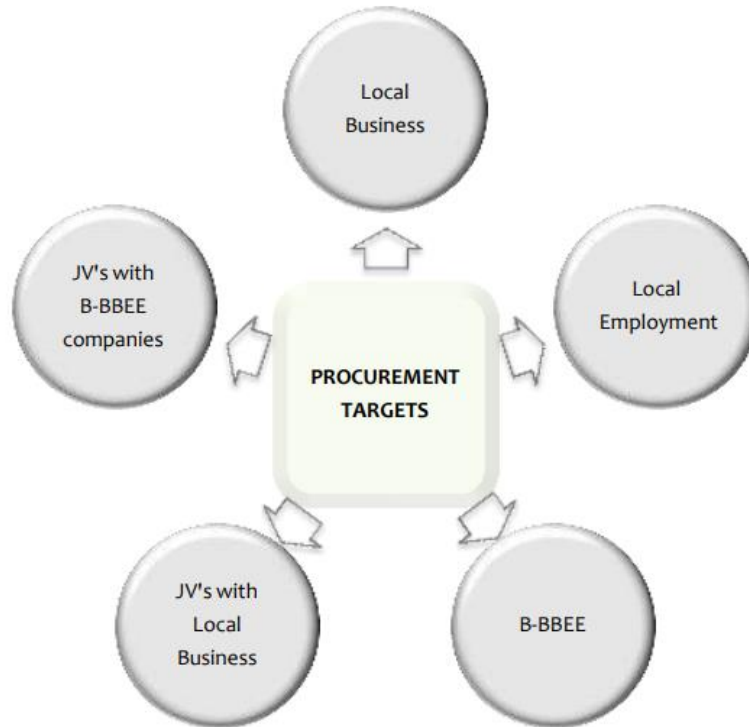 Local
Business
JV's with
B-BBEE
companies
Local
Employment
PROCUREMENT
TARGETS
JV's with
Local
Business
B-BBEE